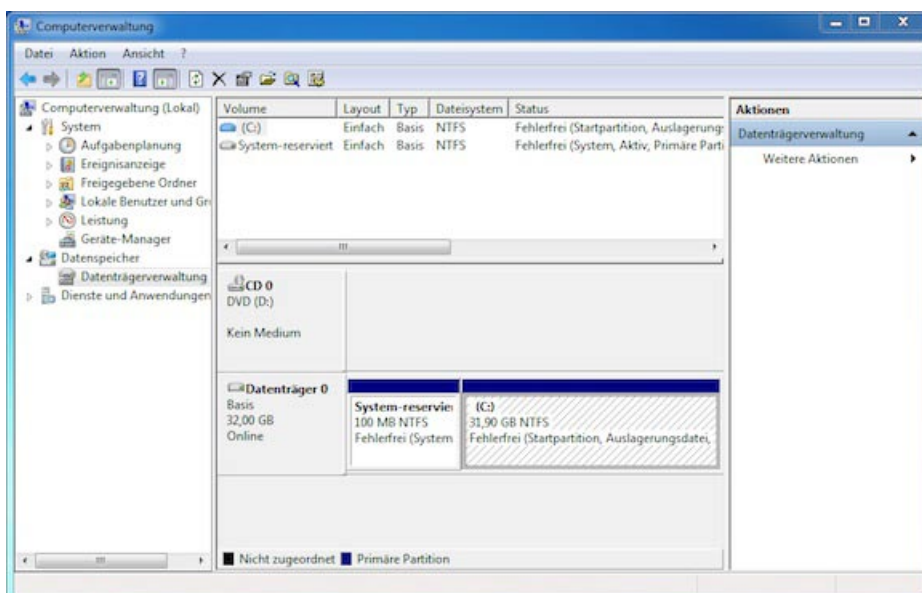 Computerverwaltung
Datei Aktion Ansicht ?
Computerverwaltung (Lokal)
System
Aufgabenplanung
Ereignisanzeige
Freigegebene Ordner
Lokale Benutzer und Gr
Leistung
Geräte-Manager
Datenspeicher
Datenträgerverwaltung
Dienste und Anwendungen
Volume Layout Typ Dateisystem Status
(C:) Einfach Basis NTFS Fehlerfrei (Startpartition, Auslagerung
System-reserviert Einfach Basis NTFS Fehlerfrei (System, Aktiv, Primäre Parti
CD 0
DVD (D:)
Kein Medium
Datenträger 0
Basis
32,00 GB
Online
System-reservie
100 MB NTFS
Fehlerfrei (System
(C:)
31,90 GB NTFS
Fehlerfrei (Startpartition, Auslagerungsdatei,
Nicht zugeordnet Primäre Partition
Aktionen
Datenträgerverwaltung
Weitere Aktionen